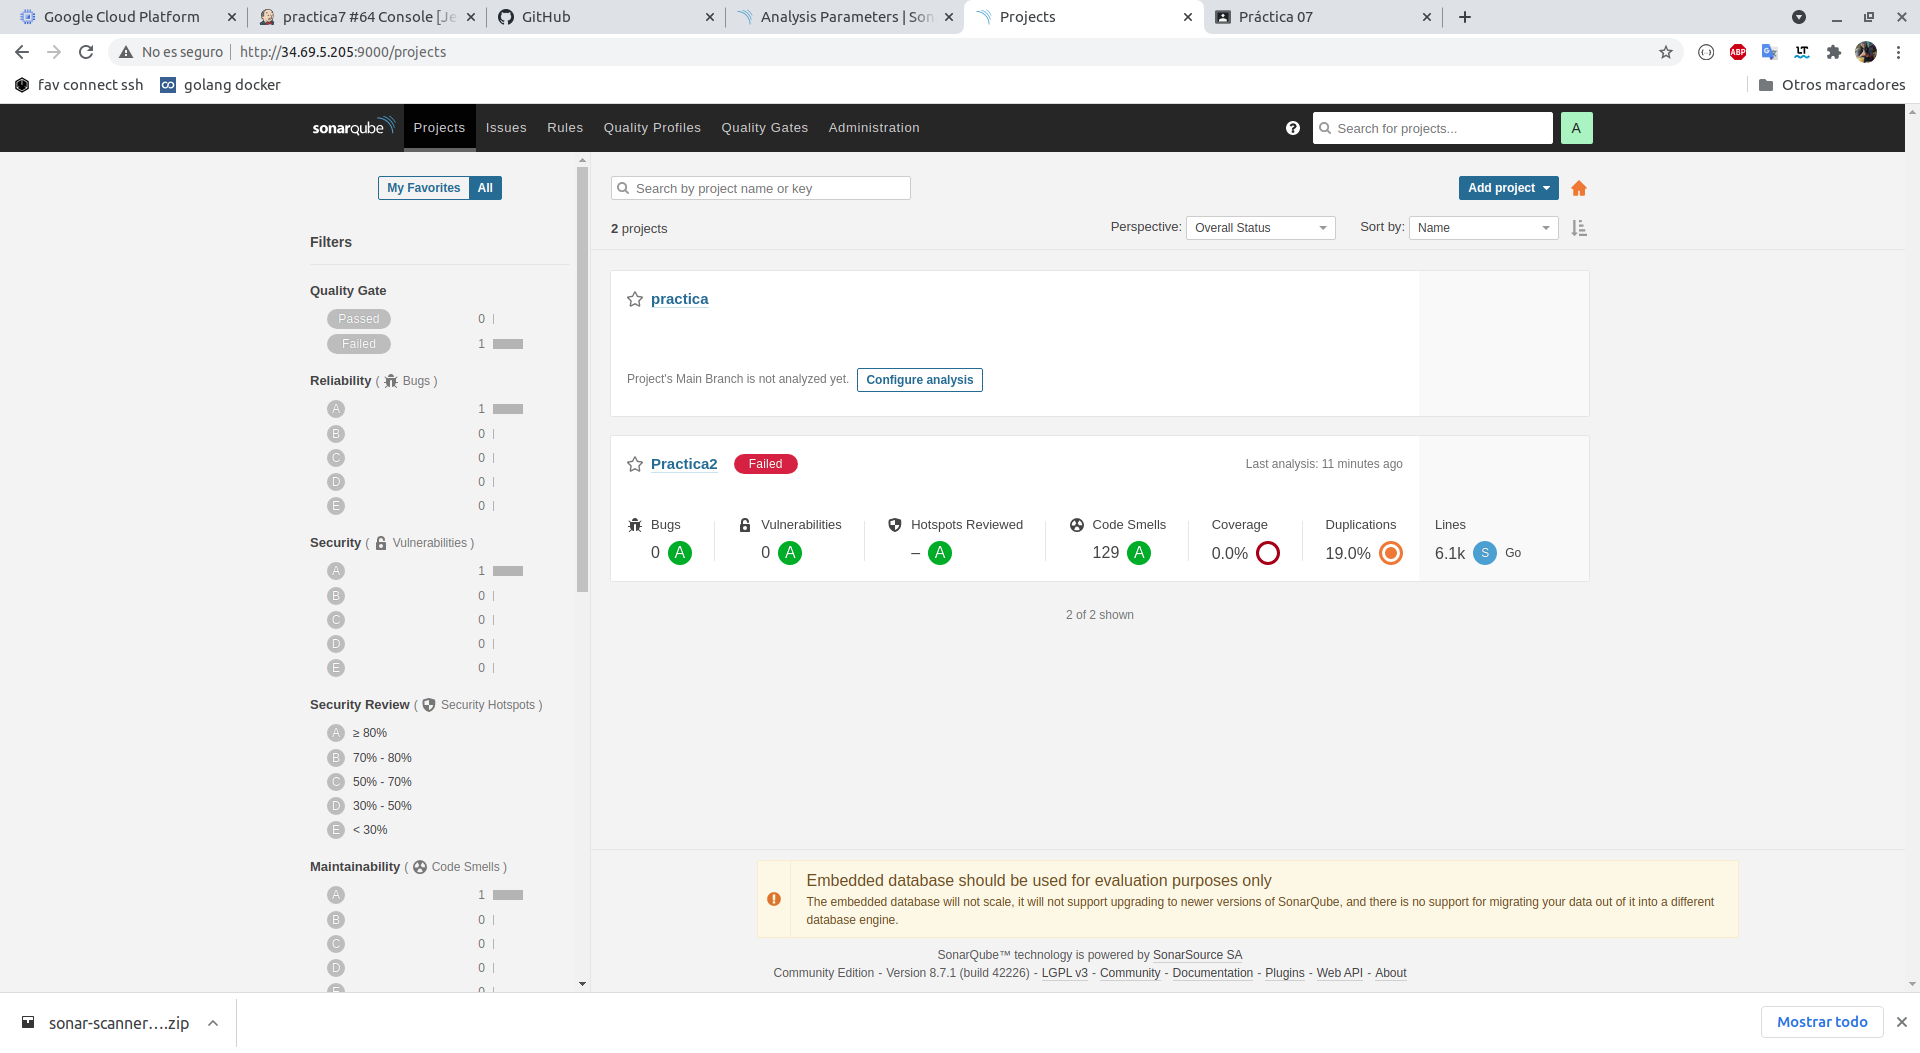 Google Cloud Platform
practica7 #64 Console [Je
GitHub
Analysis Parameters | Son
Projects
Práctica 07
No es seguro
http://34.69.5.205:9000/projects
fav connect ssh
golang docker
Otros marcadores
sonarqube
Projects
Issues
Rules
Quality Profiles
Quality Gates
Administration
Search for projects...
A
My Favorites
All
Filters
Quality Gate
Passed 0
Failed 1
Reliability ( Bugs )
A 1
B 0
C 0
D 0
E 0
Security ( Vulnerabilities )
A 1
B 0
C 0
D 0
E 0
Security Review ( Security Hotspots )
A ≥ 80%
B 70% - 80%
C 50% - 70%
D 30% - 50%
E < 30%
Maintainability ( Code Smells )
A 1
B 0
C 0
D 0
E 0
Search by project name or key
Add project
2 projects
Perspective: Overall Status
Sort by: Name
practica
Project's Main Branch is not analyzed yet.
Configure analysis
Practica2
Failed
Last analysis: 11 minutes ago
Bugs
0 A
Vulnerabilities
0 A
Hotspots Reviewed
– A
Code Smells
129 A
Coverage
0.0%
Duplications
19.0%
Lines
6.1k S Go
2 of 2 shown
Embedded database should be used for evaluation purposes only
The embedded database will not scale, it will not support upgrading to newer versions of SonarQube, and there is no support for migrating your data out of it into a different
database engine.
SonarQube™ technology is powered by SonarSource SA
Community Edition - Version 8.7.1 (build 42226) - LGPL v3 - Community - Documentation - Plugins - Web API - About
sonar-scanner....zip
Mostrar todo
ABP
LT